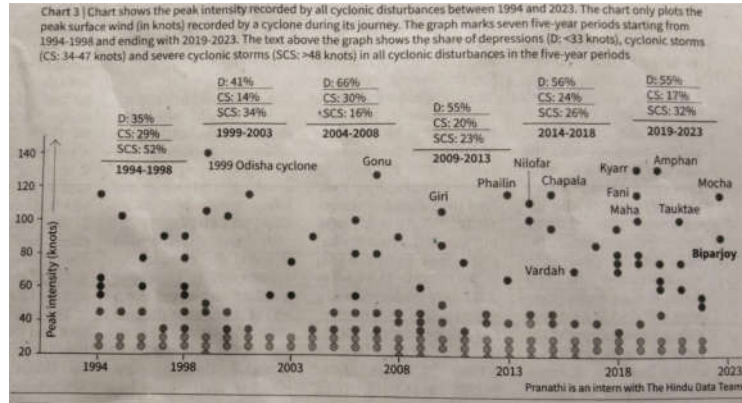 Chart 3 | Chart shows the peak intensity recorded by all cyclonic disturbances between 1994 and 2023. The chart only plots the
peak surface wind (in knots) recorded by a cyclone during its journey. The graph marks seven five-year periods starting from
1994-1998 and ending with 2019-2023. The text above the graph shows the share of depressions (D: <33 knots), cyclonic storms
(CS: 34-47 knots) and severe cyclonic storms (SCS: >48 knots) in all cyclonic disturbances in the five-year periods
D: 35%
CS: 29%
SCS: 52%
1994-1998
D: 41%
CS: 14%
SCS: 34%
1999-2003
D: 66%
CS: 30%
SCS: 16%
2004-2008
D: 55%
CS: 20%
SCS: 23%
2009-2013
D: 56%
CS: 24%
SCS: 26%
2014-2018
D: 55%
CS: 17%
SCS: 32%
2019-2023
Peak intensity (knots)
140
120
100
80
60
40
20
1999 Odisha cyclone
Gonu
Giri
Phailin
Nilofar
Chapala
Vardah
Kyarr
Amphan
Fani
Maha
Tauktae
Mocha
Biparjoy
1994
1998
2003
2008
2013
2018
2023
Pranathi is an intern with The Hindu Data Team